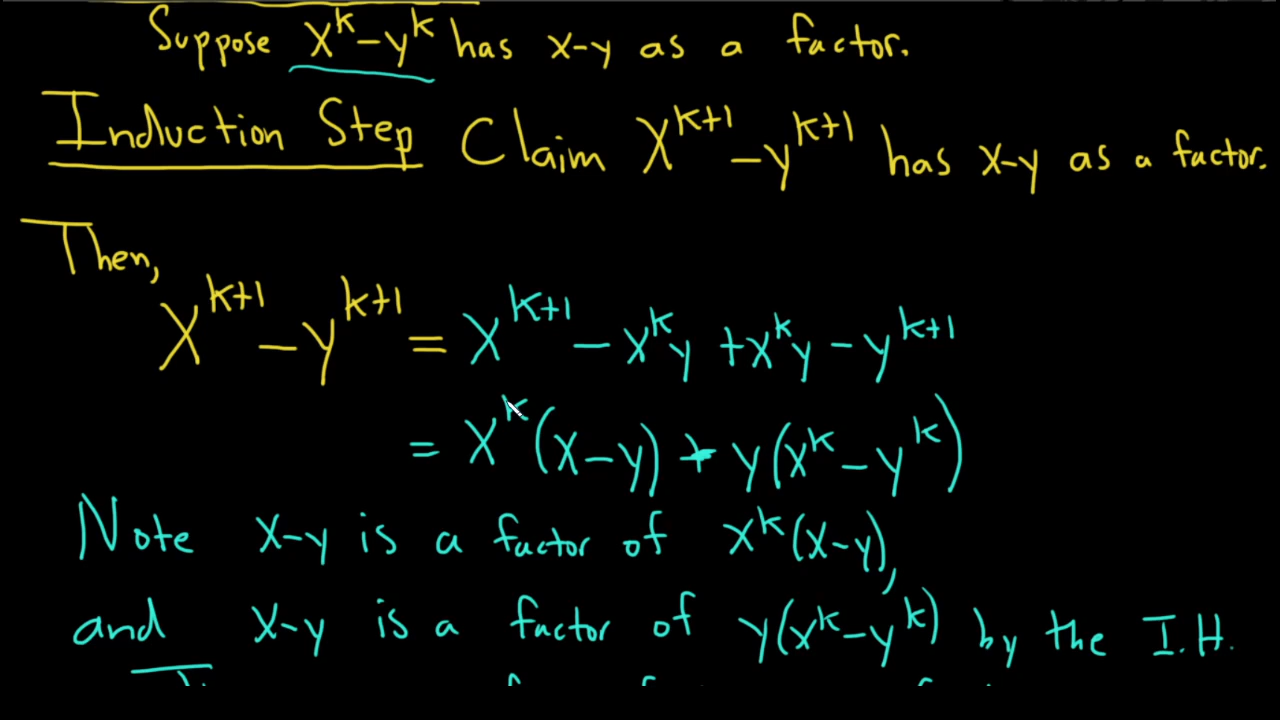 Suppose x^k - y^k has x-y as a factor.
Induction Step Claim x^{k+1} - y^{k+1} has x-y as a factor.
Then,
x^{k+1} - y^{k+1} = x^{k+1} - x^k y + x^k y - y^{k+1}
= x^k (x-y) + y(x^k - y^k)
Note x-y is a factor of x^k (x-y),
and x-y is a factor of y(x^k - y^k) by the I.H.